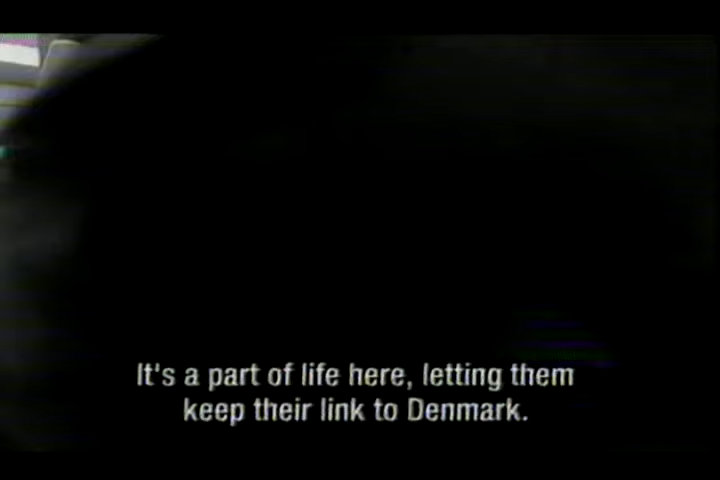 It's a part of life here, letting them
keep their link to Denmark.